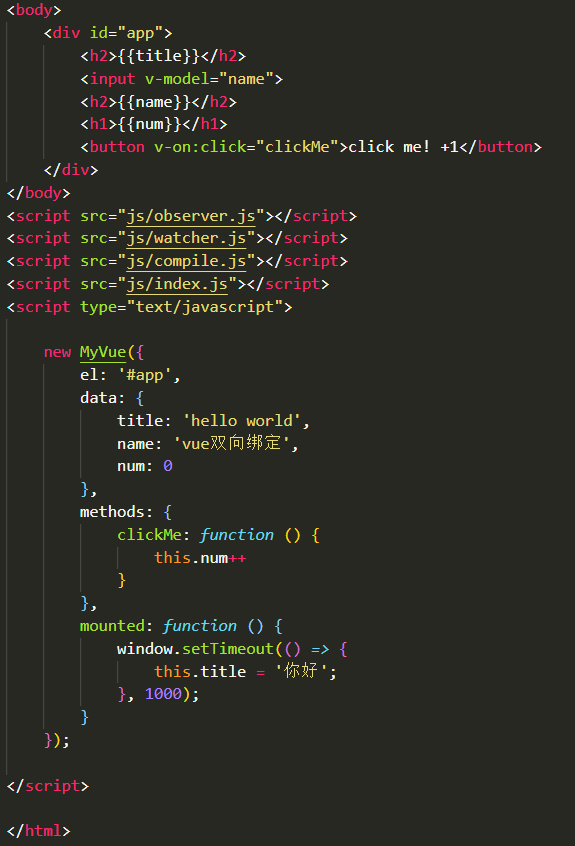 <body>
<div id="app">
<h2>{{title}}</h2>
<input v-model="name">
<h2>{{name}}</h2>
<h1>{{num}}</h1>
<button v-on:click="clickMe">click me! +1</button>
</div>
</body>
<script src="js/observer.js"></script>
<script src="js/watcher.js"></script>
<script src="js/compile.js"></script>
<script src="js/index.js"></script>
<script type="text/javascript">
new MyVue({
el: '#app',
data: {
title: 'hello world',
name: 'vue双向绑定',
num: 0
},
methods: {
clickMe: function () {
this.num++
}
},
mounted: function () {
window.setTimeout(() => {
this.title = '你好';
}, 1000);
}
});
</script>
</html>